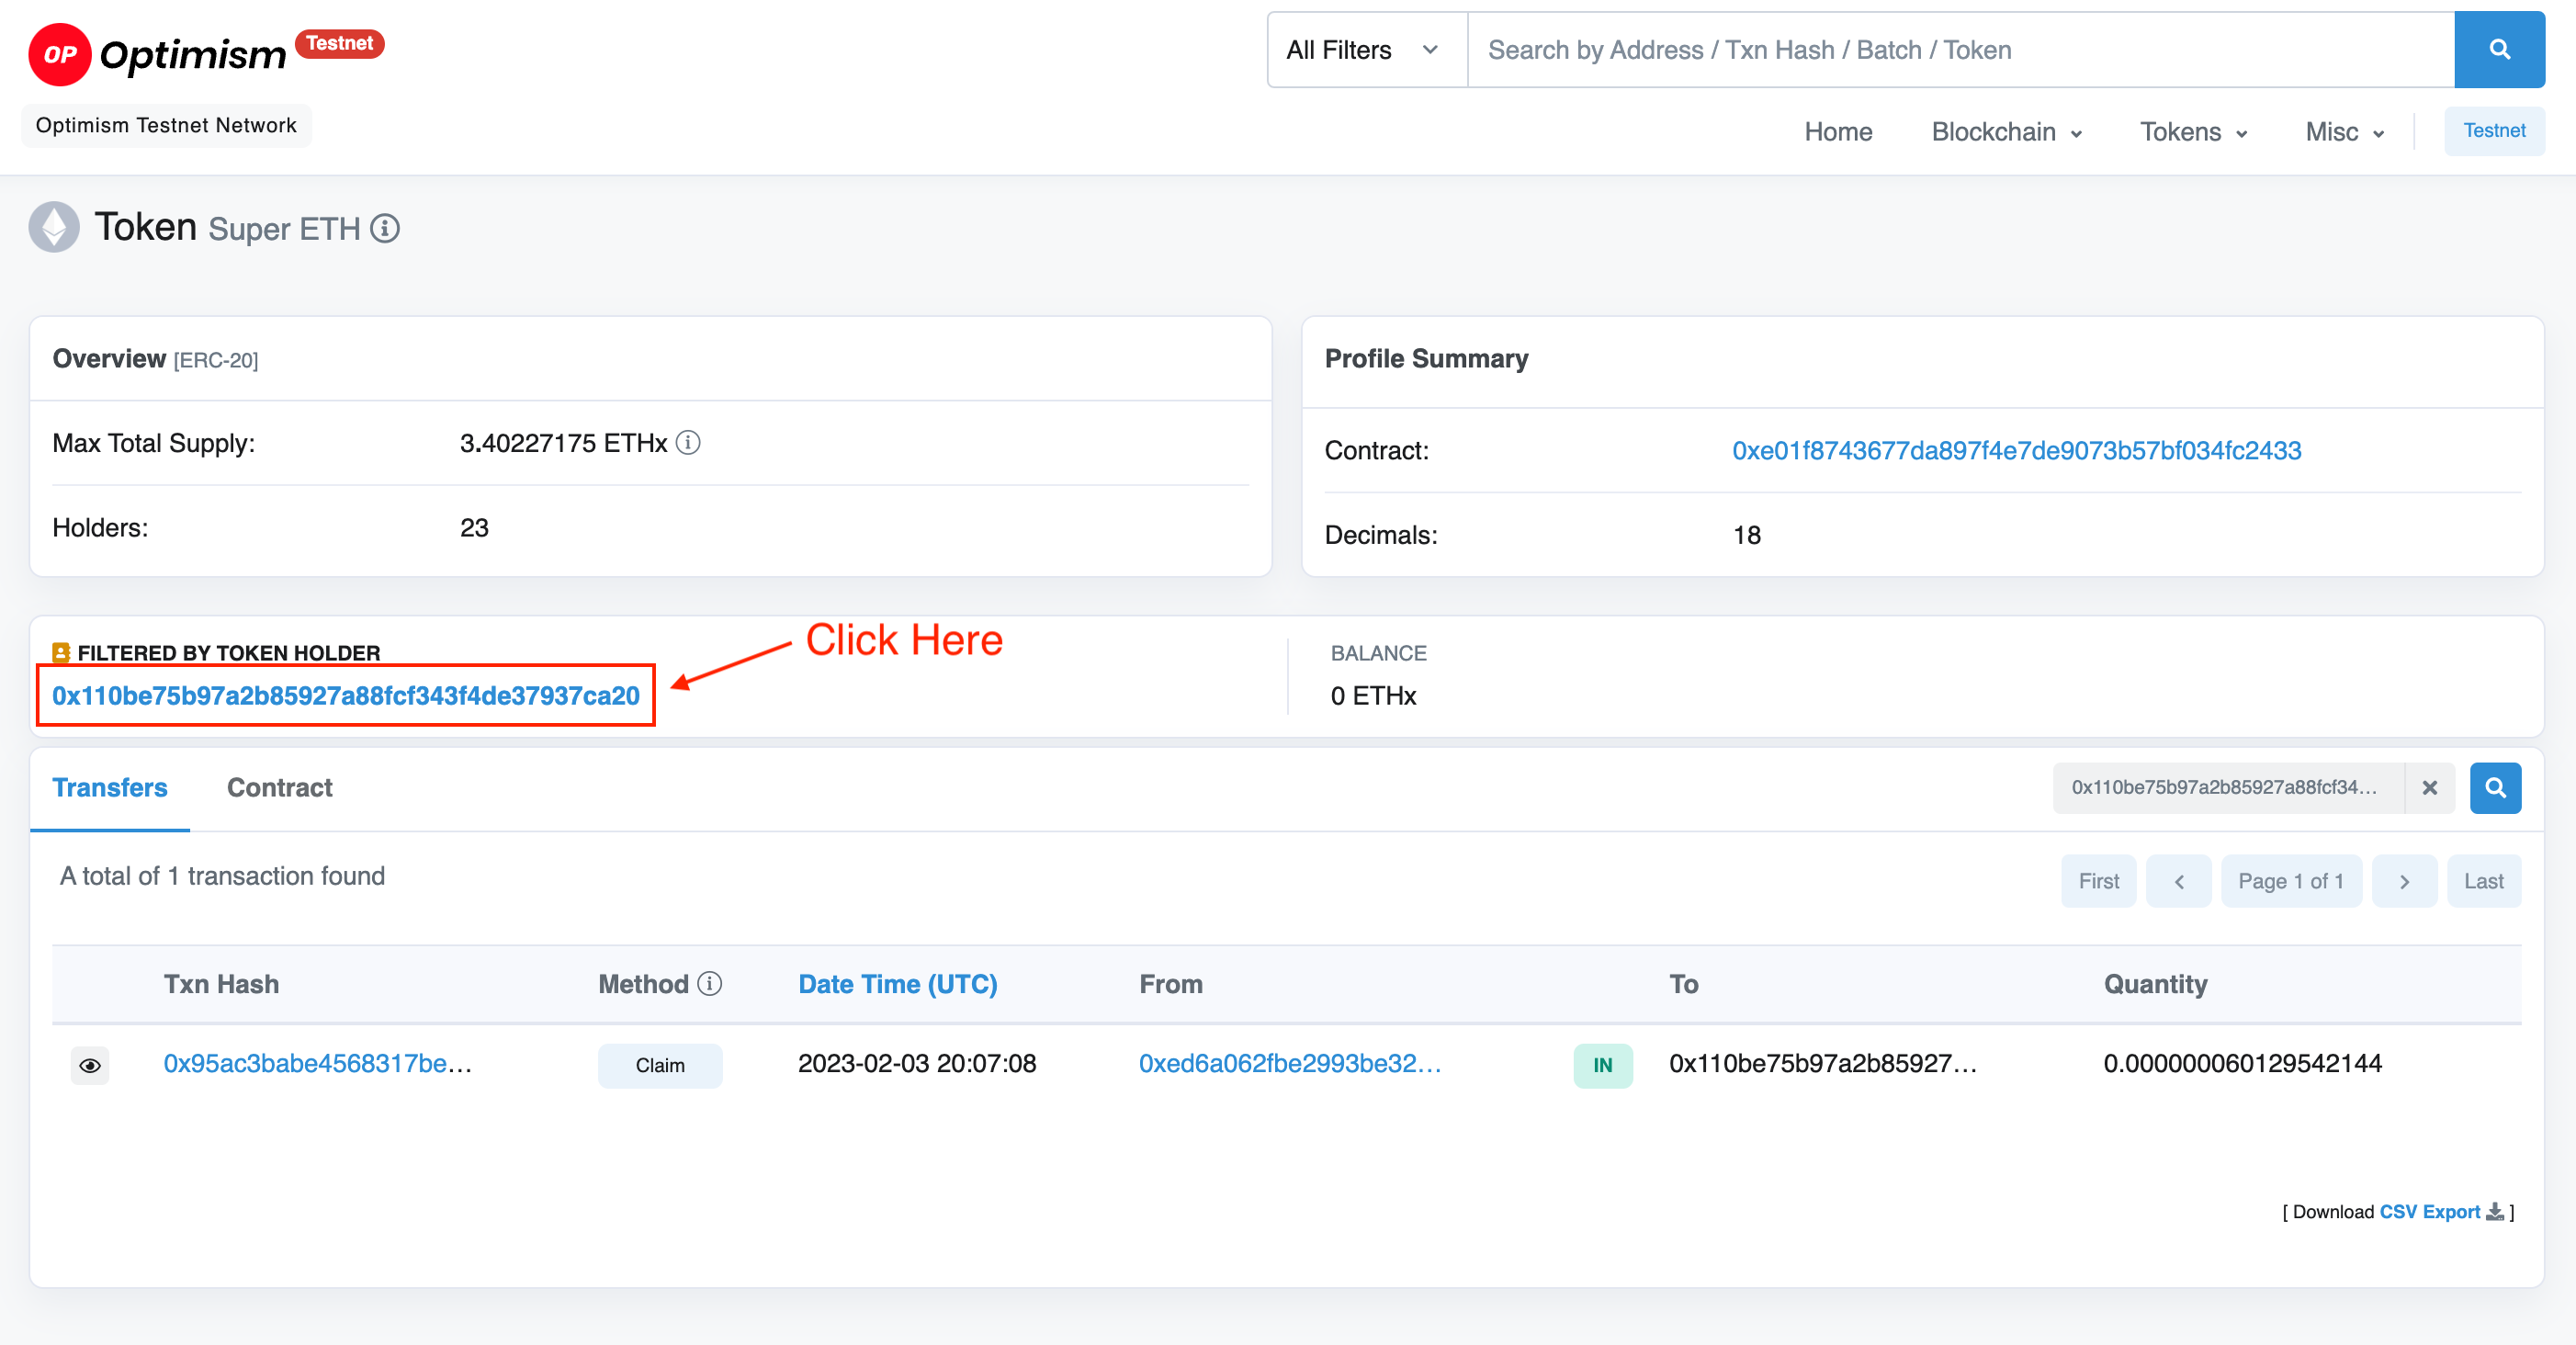 OP Optimism Testnet
All Filters
Search by Address / Txn Hash / Batch / Token
Optimism Testnet Network
Home Blockchain Tokens Misc Testnet
Token Super ETH
Overview [ERC-20]
Max Total Supply: 3.40227175 ETHx
Holders: 23
Profile Summary
Contract: 0xe01f8743677da897f4e7de9073b57bf034fc2433
Decimals: 18
Click Here
FILTERED BY TOKEN HOLDER
0x110be75b97a2b85927a88fcf343f4de37937ca20
BALANCE
0 ETHx
Transfers Contract
0x110be75b97a2b85927a88fcf34...
A total of 1 transaction found
First Page 1 of 1 Last
Txn Hash Method Date Time (UTC) From To Quantity
0x95ac3babe4568317be... Claim 2023-02-03 20:07:08 0xed6a062fbe2993be32... IN 0x110be75b97a2b85927... 0.000000060129542144
[ Download CSV Export ]